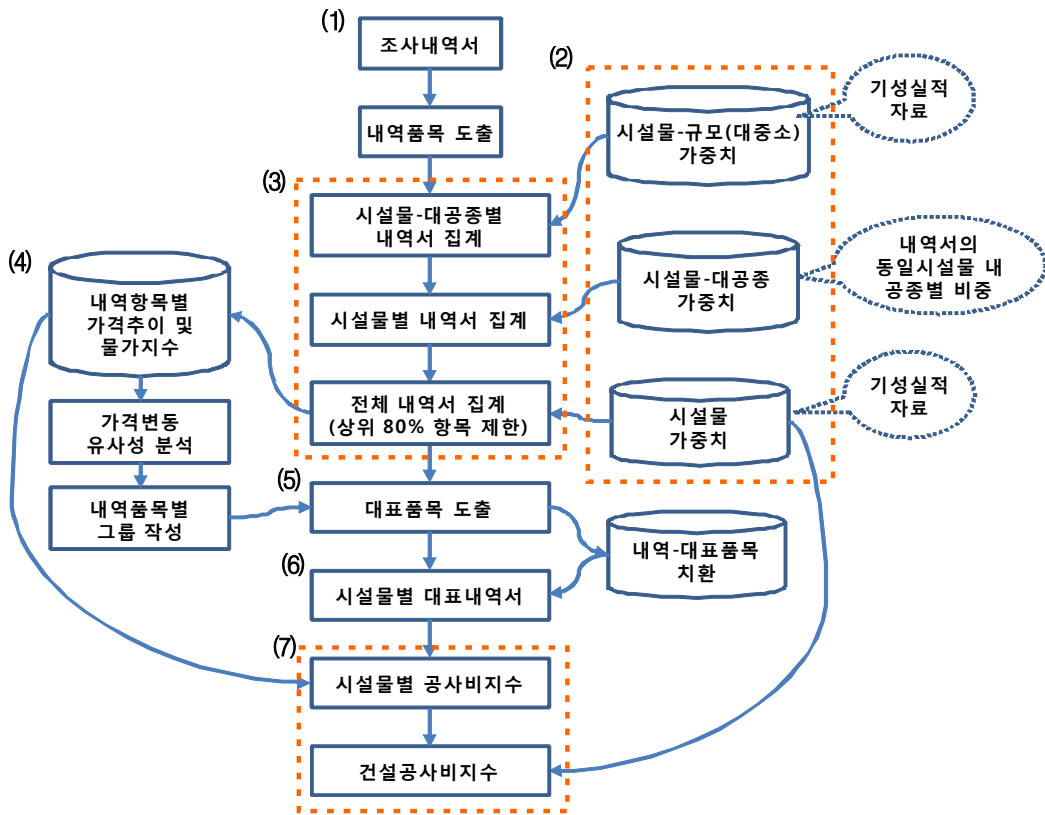 (1)
조사내역서
내역품목 도출
(2)
시설물-규모(대중소)
가중치
기성실적
자료
(3)
시설물-대공종별
내역서 집계
시설물-대공종
가중치
내역서의
동일시설물 내
공종별 비중
시설물별 내역서 집계
(4)
내역항목별
가격추이 및
물가지수
전체 내역서 집계
(상위 80% 항목 제한)
시설물
가중치
기성실적
자료
가격변동
유사성 분석
내역품목별
그룹 작성
(5)
대표품목 도출
내역-대표품목
치환
(6)
시설물별 대표내역서
(7)
시설물별 공사비지수
건설공사비지수